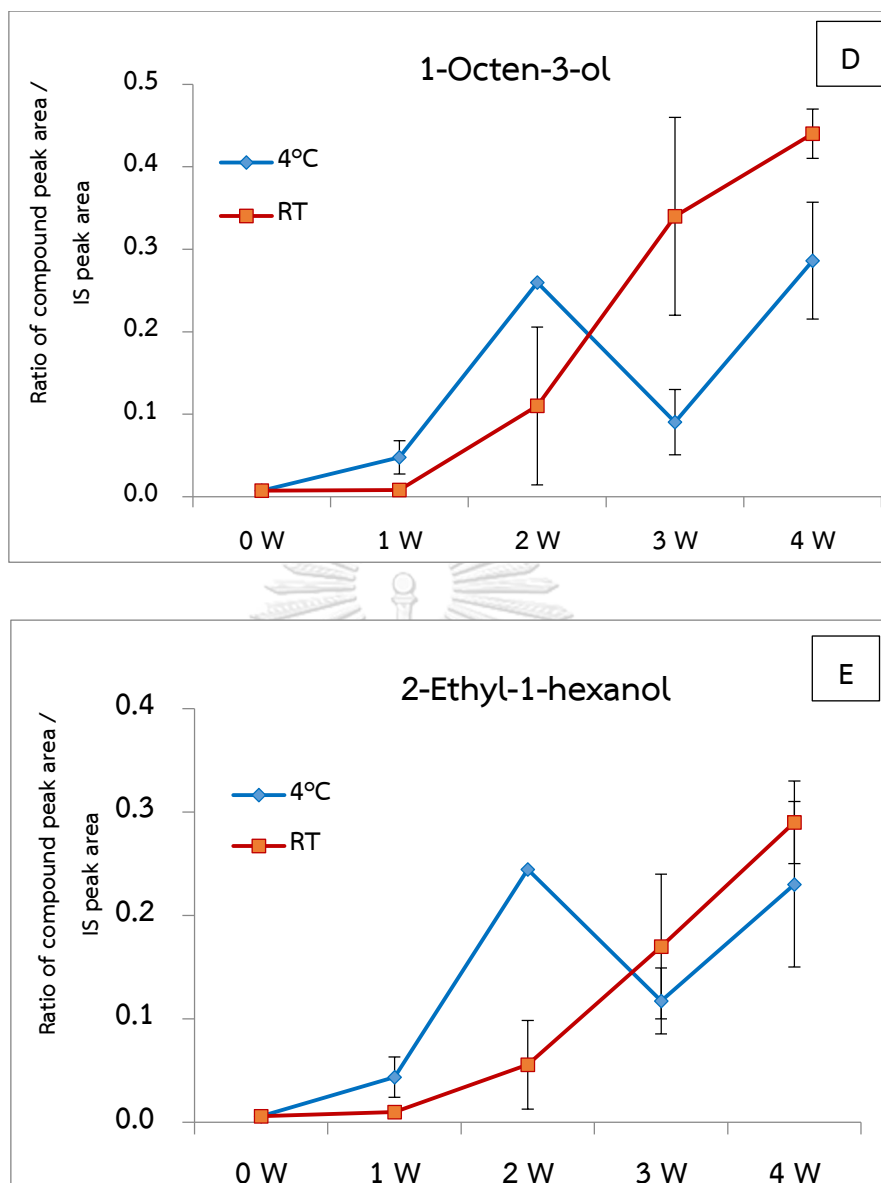 D
1-Octen-3-ol
Ratio of compound peak area /
IS peak area
0.5
0.4
0.3
0.2
0.1
0.0
4°C
RT
0 W 1 W 2 W 3 W 4 W
E
2-Ethyl-1-hexanol
Ratio of compound peak area /
IS peak area
0.4
0.3
0.2
0.1
0.0
4°C
RT
0 W 1 W 2 W 3 W 4 W